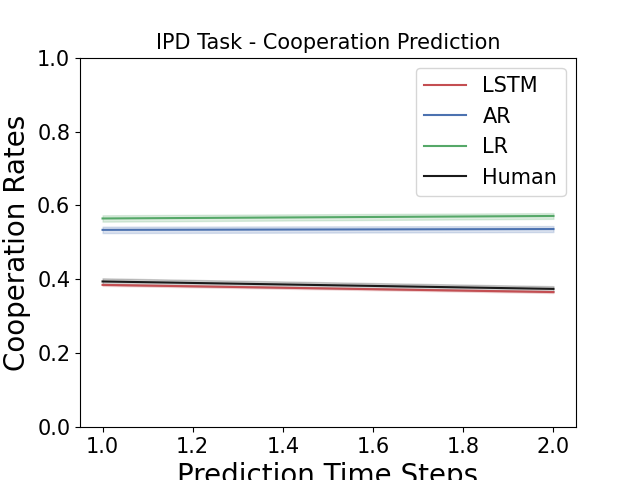 IPD Task - Cooperation Prediction
1.0
0.8
0.6
0.4
0.2
0.0
Cooperation Rates
LSTM
AR
LR
Human
1.0 1.2 1.4 1.6 1.8 2.0
Prediction Time Steps